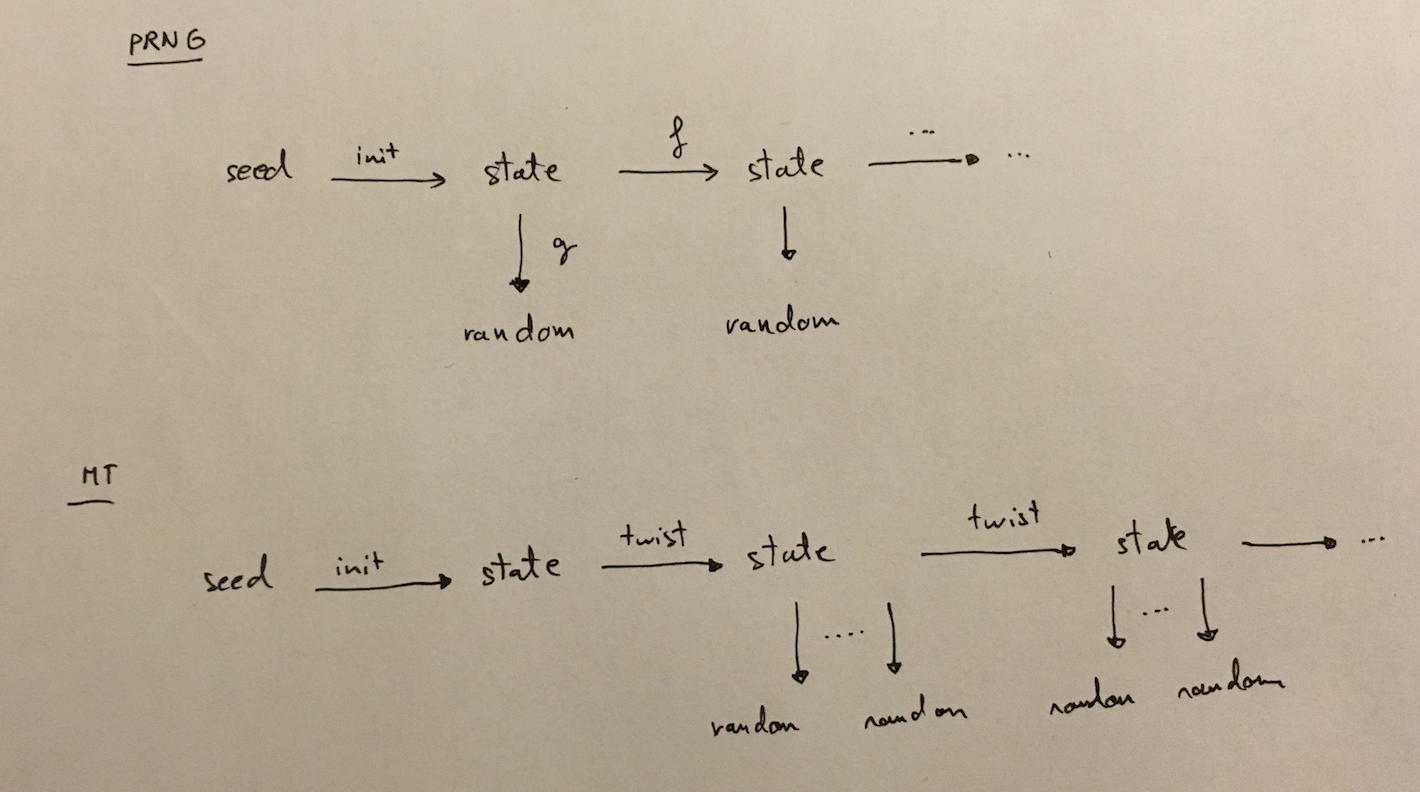 PRNG
seed init state f state ... ...
g
random random
MT
seed init state twist state twist state ...
.... ...
random random random random